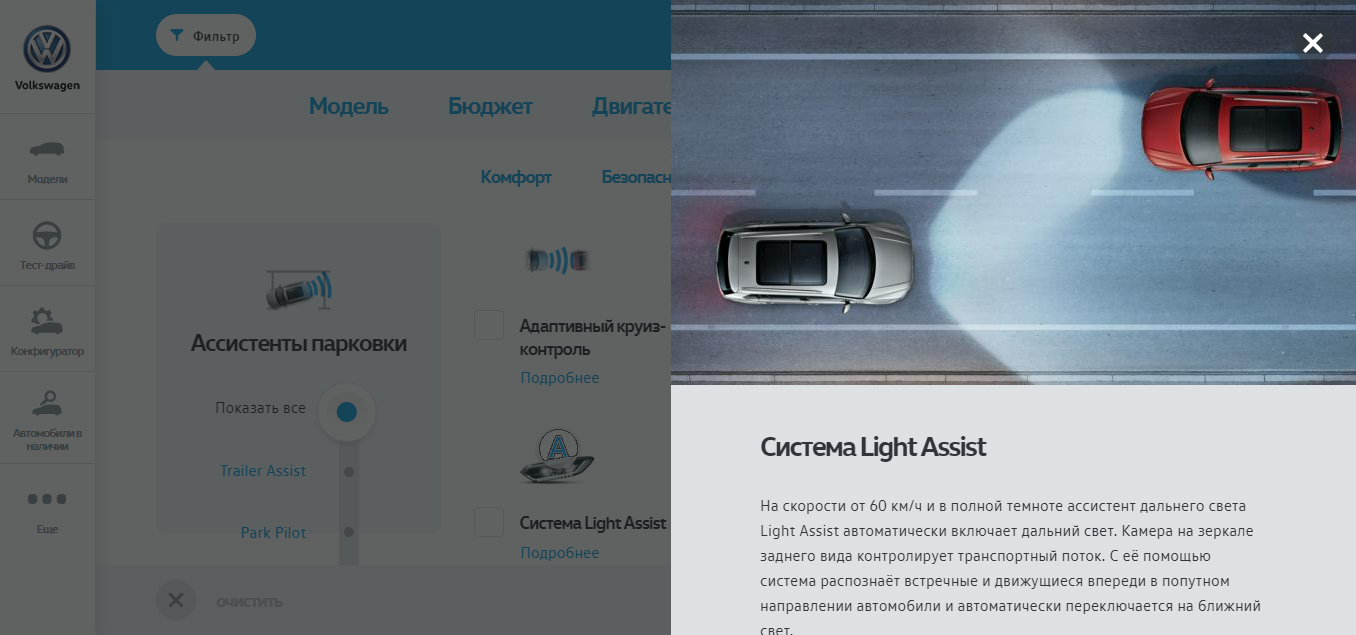 Volkswagen
Модели
Тест-драйв
Конфигуратор
Автомобили в
наличии
Еще
Фильтр
Модель Бюджет Двигате
Комфорт Безопасн
Ассистенты парковки
Показать все
Trailer Assist
Park Pilot
Адаптивный круиз-
контроль
Подробнее
A
Система Light Assist
Подробнее
ОЧИСТИТЬ
Система Light Assist
На скорости от 60 км/ч и в полной темноте ассистент дальнего света
Light Assist автоматически включает дальний свет. Камера на зеркале
заднего вида контролирует транспортный поток. С её помощью
система распознаёт встречные и движущиеся впереди в попутном
направлении автомобили и автоматически переключается на ближний
свет.